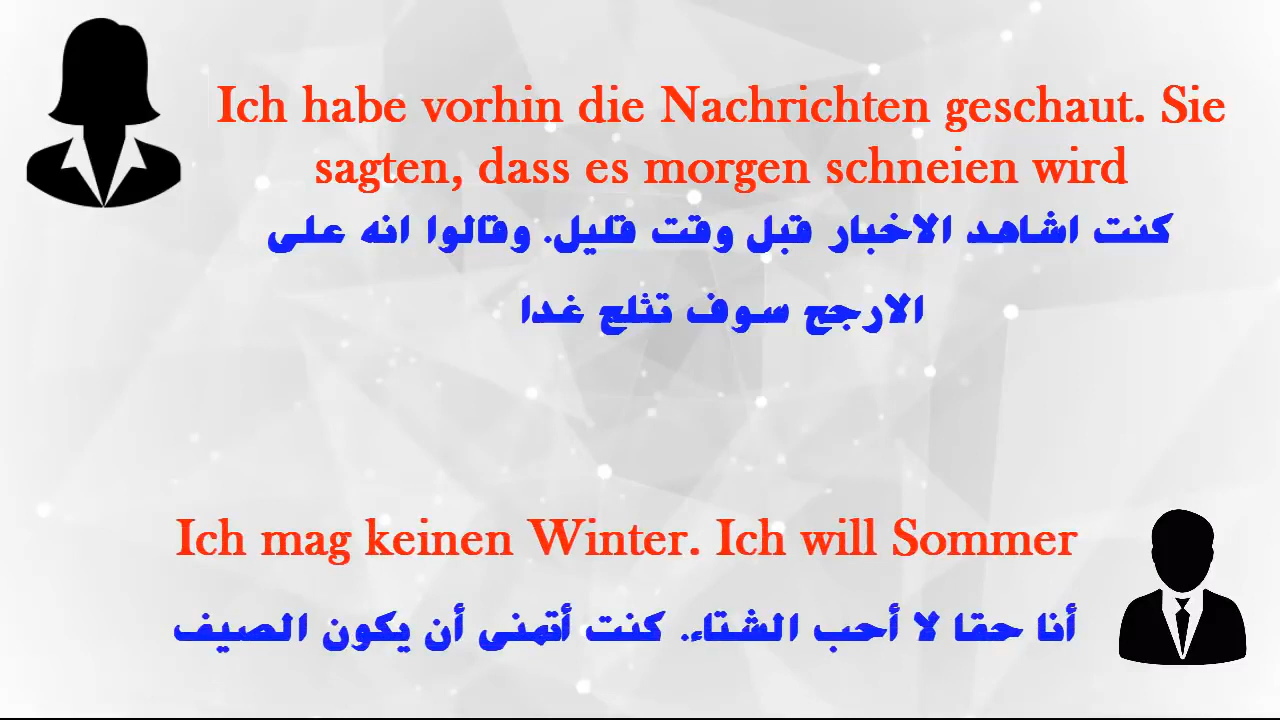 Ich habe vorhin die Nachrichten geschaut. Sie
sagten, dass es morgen schneien wird
كنت اشاهد الاخبار قبل وقت قليل. وقالوا انه على
الارجح سوف تثلج غدا
Ich mag keinen Winter. Ich will Sommer
أنا حقا لا أحب الشتاء. كنت أتمنى أن يكون الصيف